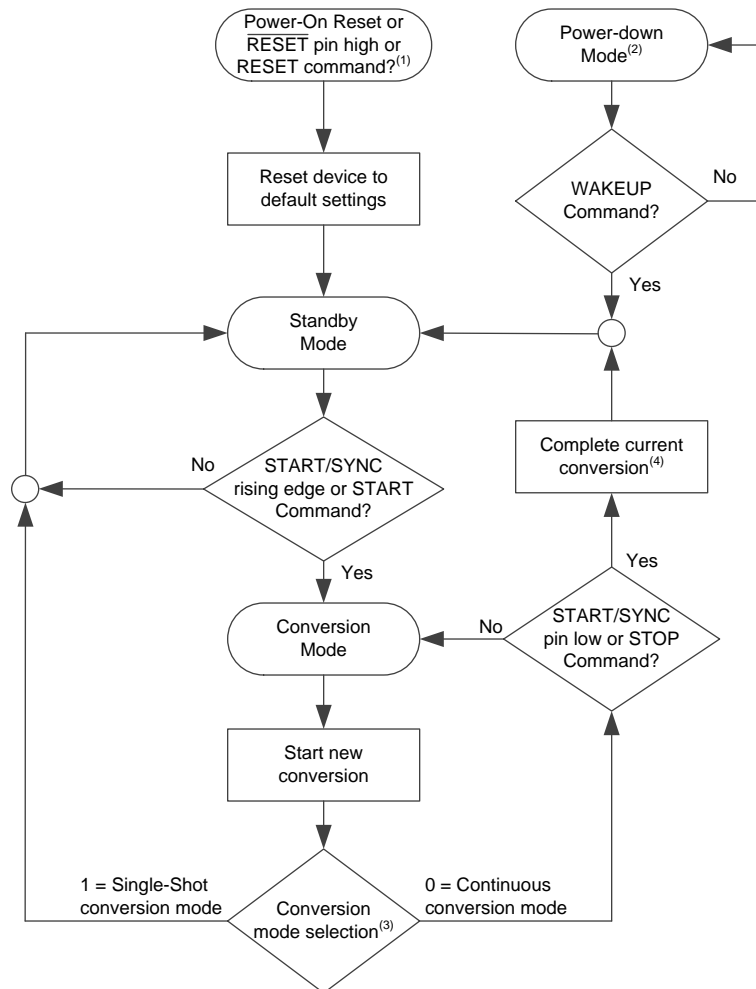 Power-On Reset or
RESET pin high or
RESET command?(1)
Power-down
Mode(2)
Reset device to
default settings
WAKEUP
Command?
No
Yes
Standby
Mode
Complete current
conversion(4)
No
START/SYNC
rising edge or START
Command?
Yes
Yes
Conversion
Mode
No
START/SYNC
pin low or STOP
Command?
Start new
conversion
1 = Single-Shot
conversion mode
0 = Continuous
conversion mode
Conversion
mode selection(3)